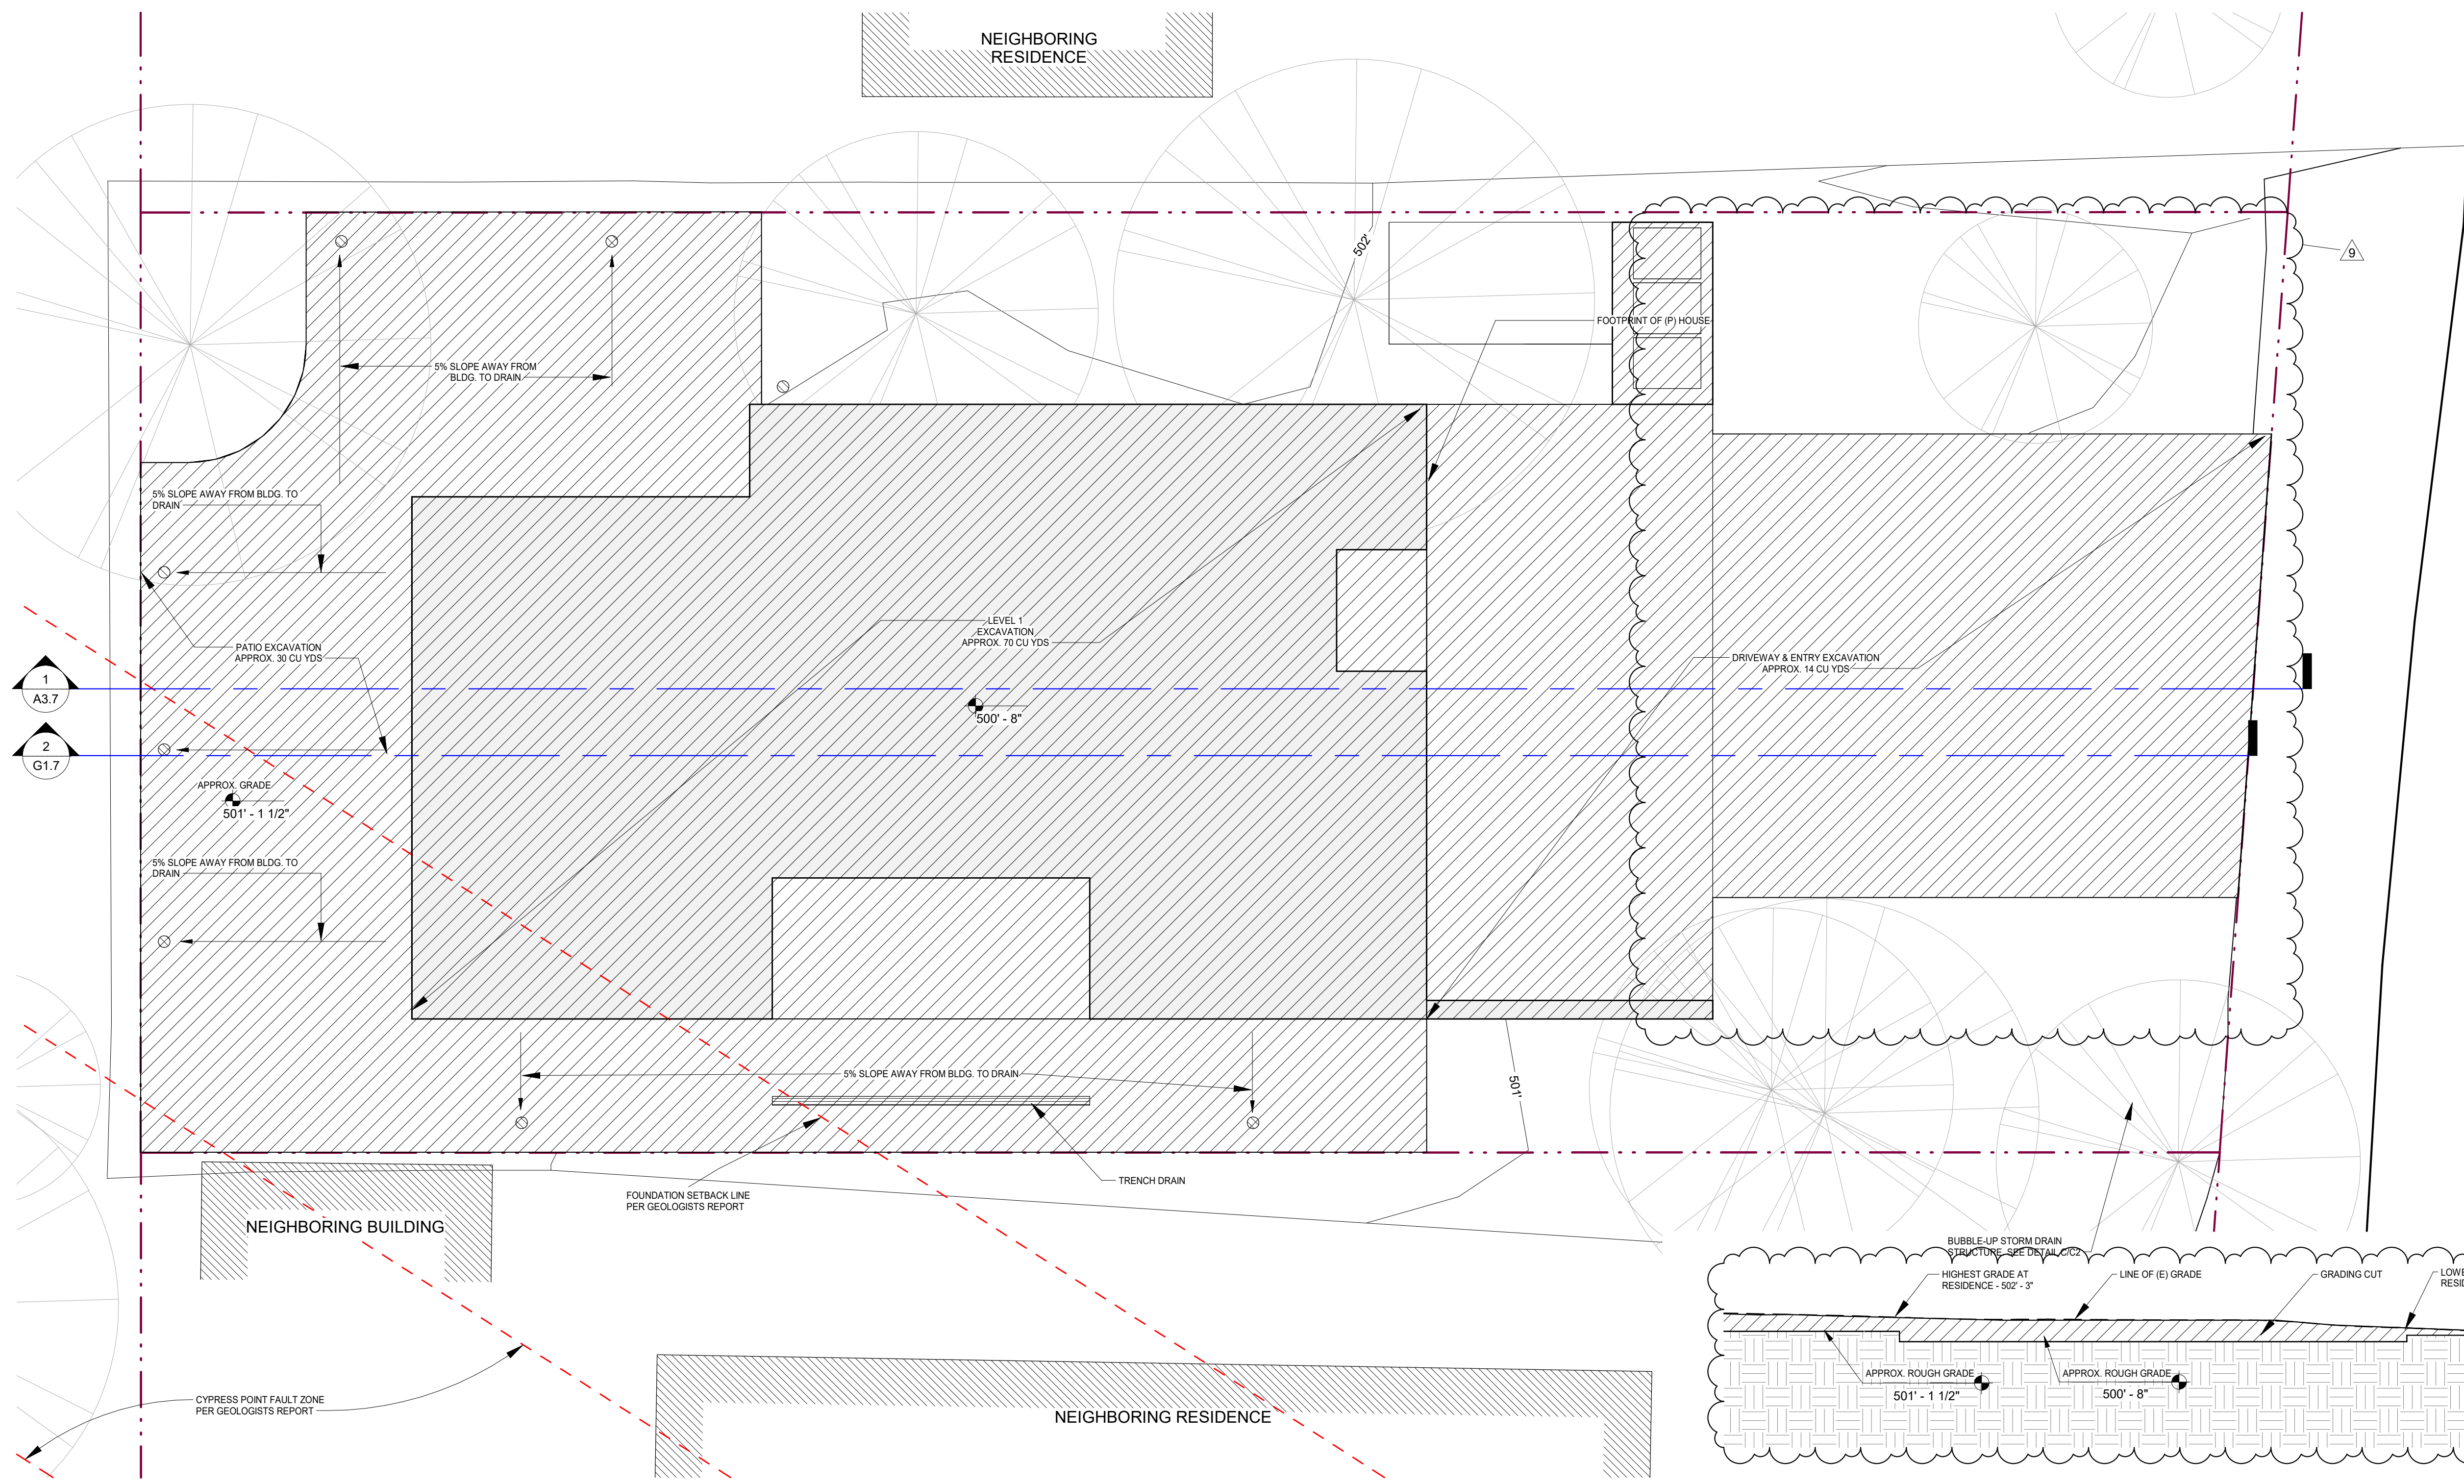 NEIGHBORING
RESIDENCE
9
502'
FOOTPRINT OF (P) HOUSE
5% SLOPE AWAY FROM
BLDG. TO DRAIN
5% SLOPE AWAY FROM BLDG. TO
DRAIN
LEVEL 1
EXCAVATION
APPROX. 70 CU YDS
PATIO EXCAVATION
APPROX. 30 CU YDS
DRIVEWAY & ENTRY EXCAVATION
APPROX. 14 CU YDS
1
A3.7
500' - 8"
2
G1.7
APPROX. GRADE
501' - 1 1/2"
5% SLOPE AWAY FROM BLDG. TO
DRAIN
5% SLOPE AWAY FROM BLDG. TO DRAIN
501'
TRENCH DRAIN
FOUNDATION SETBACK LINE
PER GEOLOGISTS REPORT
NEIGHBORING BUILDING
BUBBLE-UP STORM DRAIN
STRUCTURE. SEE DETAIL C/C2
HIGHEST GRADE AT
RESIDENCE - 502' - 3"
LINE OF (E) GRADE
GRADING CUT
LOWE
RESID
APPROX. ROUGH GRADE
501' - 1 1/2"
APPROX. ROUGH GRADE
500' - 8"
CYPRESS POINT FAULT ZONE
PER GEOLOGISTS REPORT
NEIGHBORING RESIDENCE